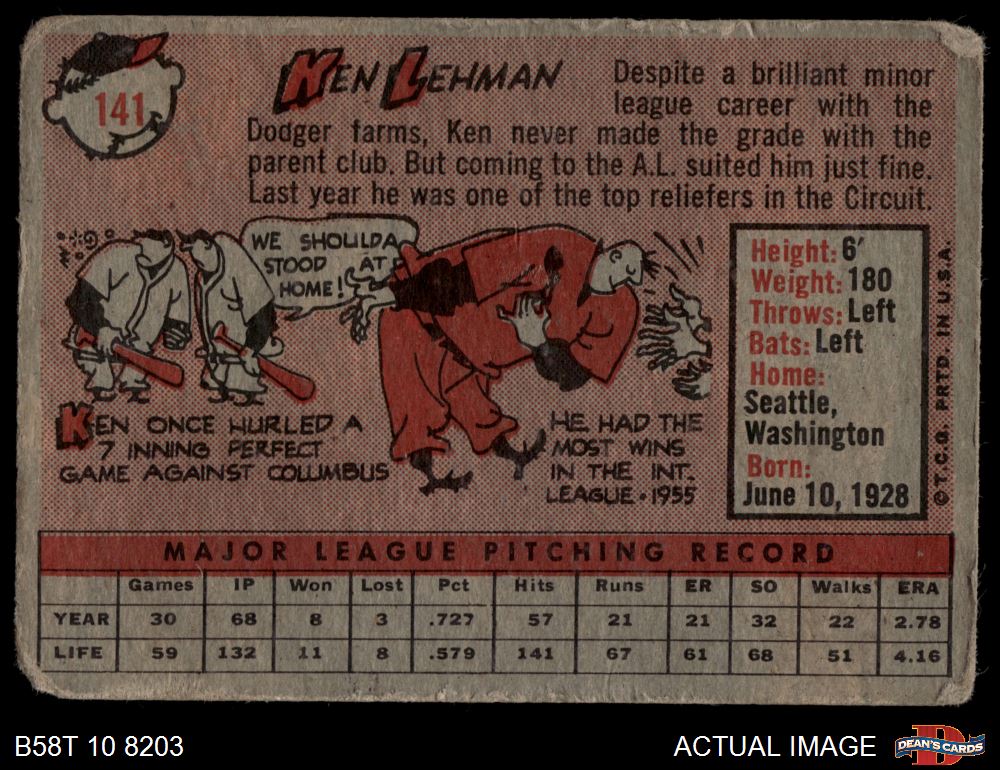 141
KEN LEHMAN
Despite a brilliant minor
league career with the
Dodger farms, Ken never made the grade with the
parent club. But coming to the A.L. suited him just fine.
Last year he was one of the top reliefers in the Circuit.
WE SHOULDA
STOOD AT
HOME!
KEN ONCE HURLED A
7 INNING PERFECT
GAME AGAINST COLUMBUS
HE HAD THE
MOST WINS
IN THE INT.
LEAGUE • 1955
Height: 6'
Weight: 180
Throws: Left
Bats: Left
Home:
Seattle,
Washington
Born:
June 10, 1928
© T.C.G. PRTD. IN U.S.A.
MAJOR LEAGUE PITCHING RECORD
Games IP Won Lost Pct Hits Runs ER SO Walks ERA
YEAR 30 68 8 3 .727 57 21 21 32 22 2.78
LIFE 59 132 11 8 .579 141 67 61 68 51 4.16
B58T 10 8203
ACTUAL IMAGE
DEAN'S CARDS